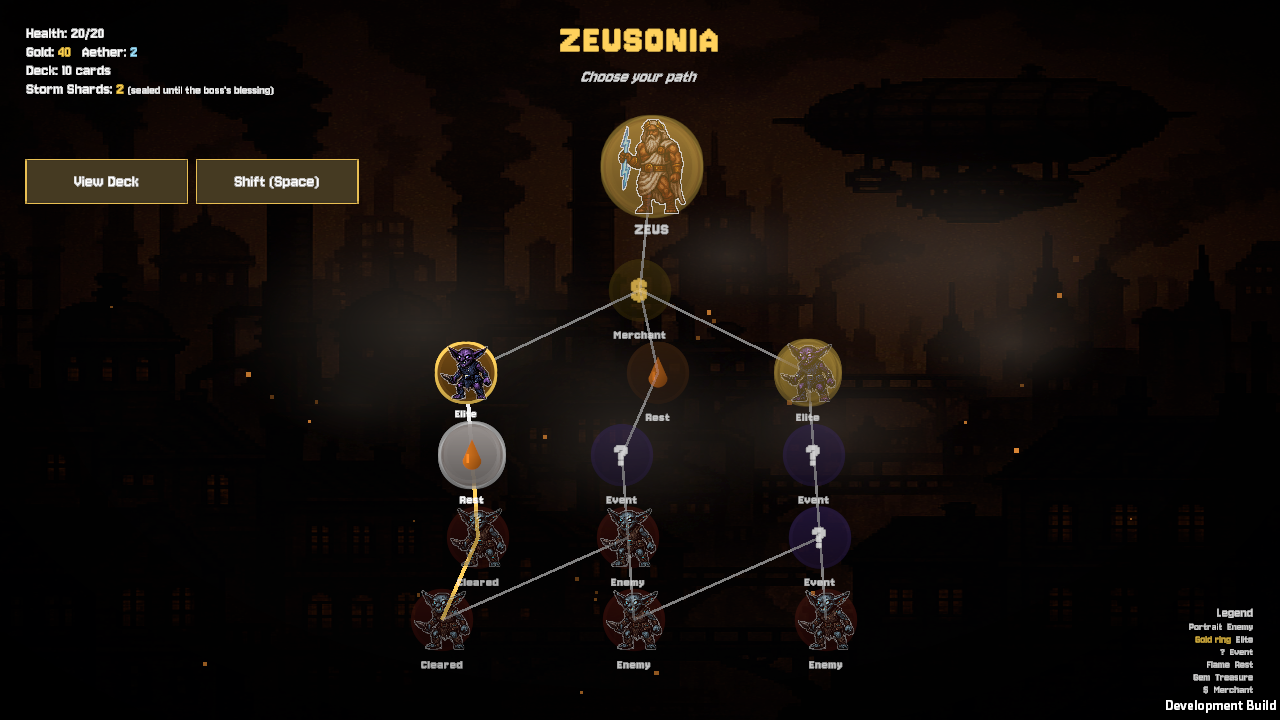 Health: 20/20
Gold: 40 Aether: 2
Deck: 10 cards
Storm Shards: 2 (sealed until the boss's blessing)
ZEUSONIA
Choose your path
View Deck
Shift (Space)
ZEUS
$
Merchant
Elite
Rest
Elite
? ?
Rest
Event
Event
?
Cleared
Enemy
Event
Cleared
Enemy
Enemy
Legend
Portrait Enemy
Gold ring Elite
? Event
Flame Rest
Gem Treasure
$ Merchant
Development Build